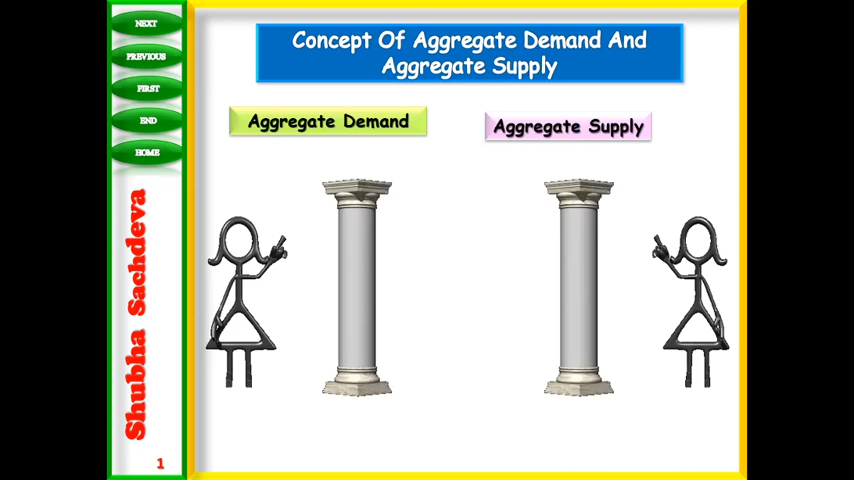 NEXT
PREVIOUS
FIRST
END
HOME
Shubha Sachdeva
1
Concept Of Aggregate Demand And
Aggregate Supply
Aggregate Demand
Aggregate Supply